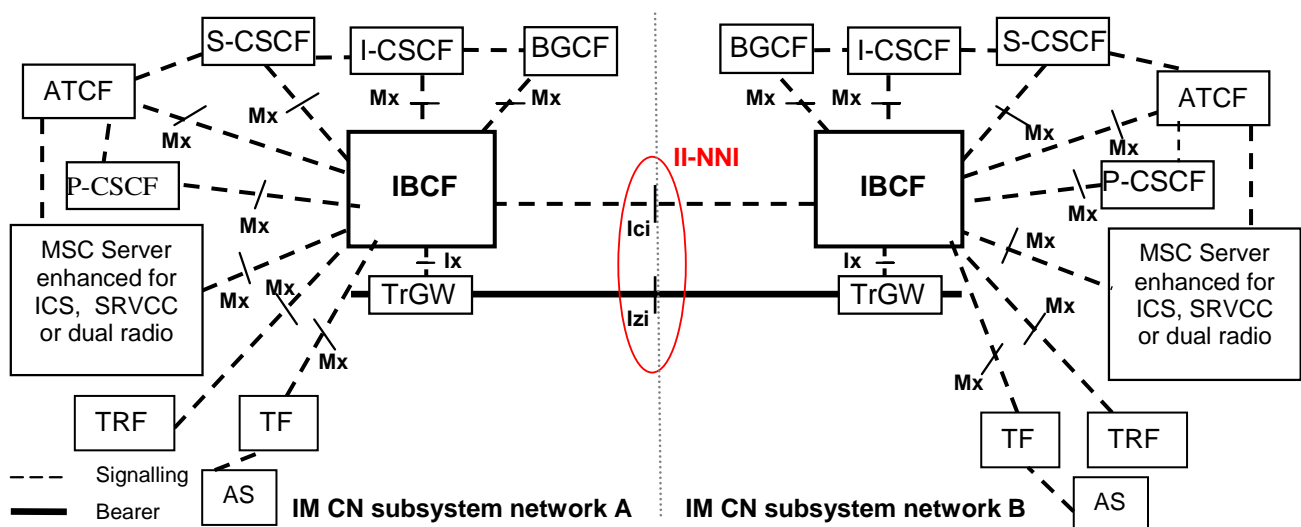 S-CSCF
I-CSCF
BGCF
ATCF
Mx
Mx
Mx
Mx
P-CSCF
IBCF
Mx
MSC Server
enhanced for
ICS, SRVCC
or dual radio
Mx
Mx
Ix
TrGW
Mx
TRF
TF
AS
Signalling
Bearer
IM CN subsystem network A
II-NNI
Ici
Izi
BGCF
I-CSCF
S-CSCF
ATCF
Mx
Mx
Mx
Mx
IBCF
P-CSCF
Mx
Mx
MSC Server
enhanced for
ICS, SRVCC
or dual radio
Ix
TrGW
Mx
Mx
TF
TRF
AS
IM CN subsystem network B